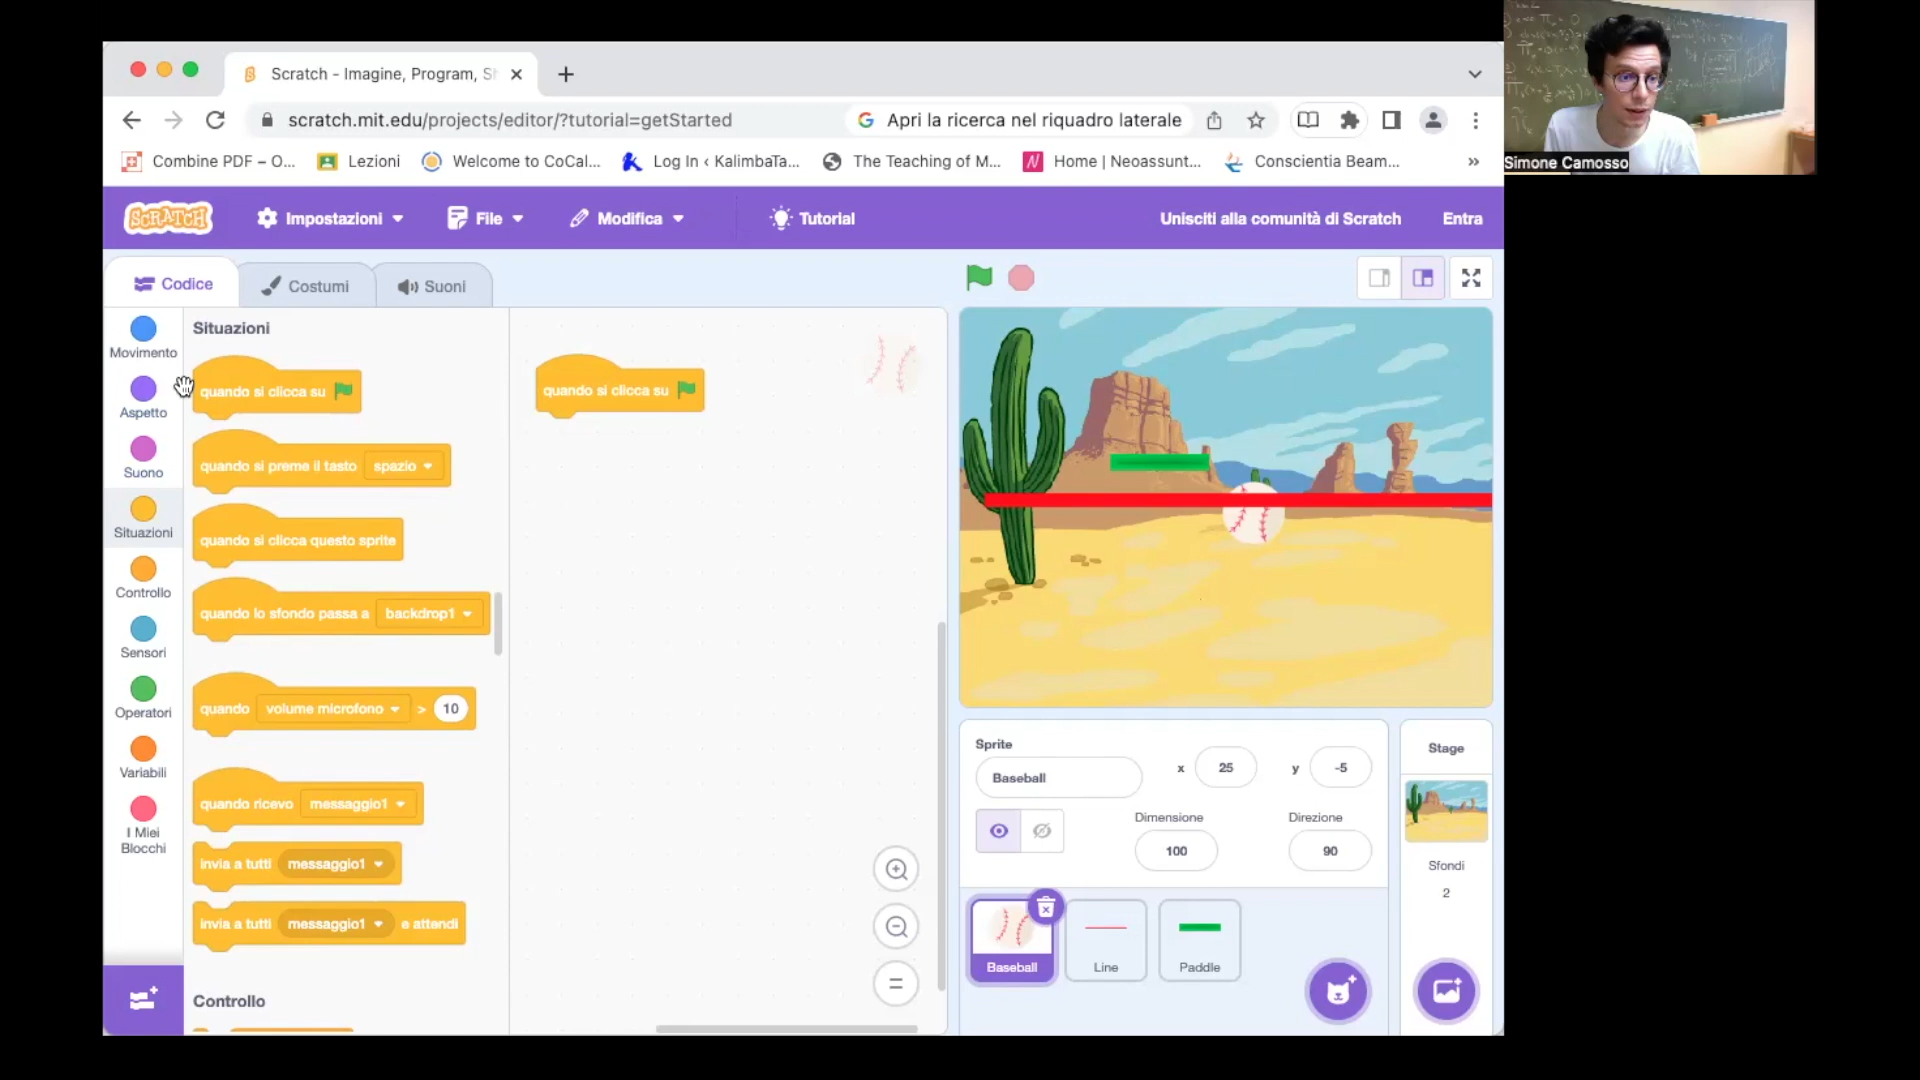 Scratch - Imagine, Program, Sh
scratch.mit.edu/projects/editor/?tutorial=getStarted
Apri la ricerca nel riquadro laterale
Combine PDF – O...
Lezioni
Welcome to CoCal...
Log In ‹ KalimbaTa...
The Teaching of M...
Home | Neoassunt...
Conscientia Beam...
»
Simone Camosso
SCRATCH
Impostazioni
File
Modifica
Tutorial
Unisciti alla comunità di Scratch
Entra
Codice
Costumi
Suoni
Movimento
Aspetto
Suono
Situazioni
Controllo
Sensori
Operatori
Variabili
I Miei
Blocchi
Situazioni
quando si clicca su
quando si preme il tasto spazio
quando si clicca questo sprite
quando lo sfondo passa a backdrop1
quando volume microfono > 10
quando ricevo messaggio1
invia a tutti messaggio1
invia a tutti messaggio1 e attendi
Controllo
quando si clicca su
Sprite
Baseball
x 25
y -5
Dimensione
100
Direzione
90
Baseball
Line
Paddle
Stage
Sfondi
2